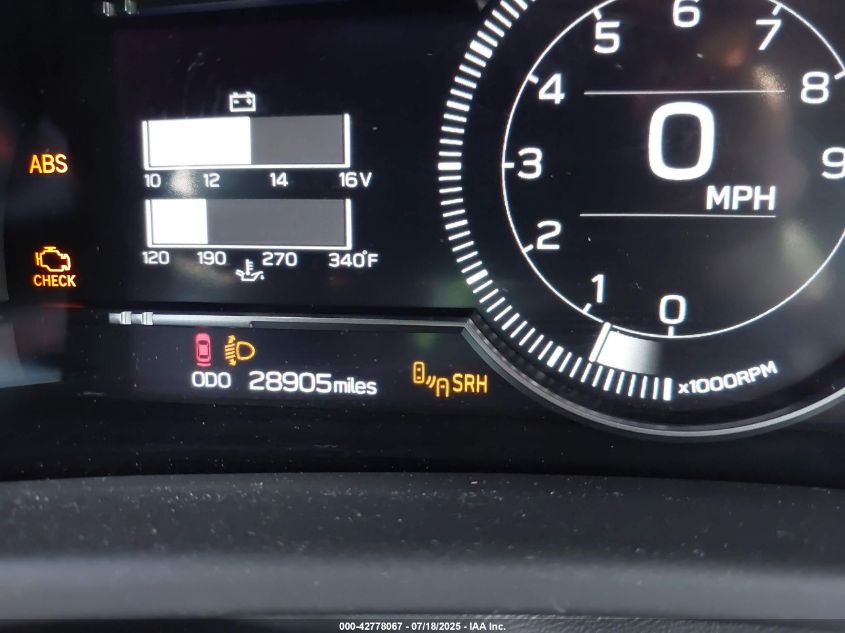 ABS
CHECK
10 12 14 16V
120 190 270 340°F
ODO 28905miles
SRH
0 1 2 3 4 5 6 7 8 9
0
MPH
x1000RPM
000-42778067 - 07/18/2025 - IAA Inc.